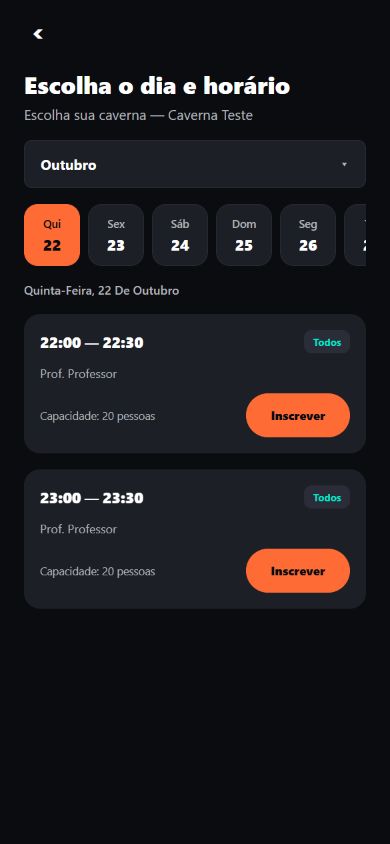 Escolha o dia e horário
Escolha sua caverna — Caverna Teste
Outubro
Qui Sex Sáb Dom Seg
22 23 24 25 26
Quinta-Feira, 22 De Outubro
22:00 — 22:30 Todos
Prof. Professor
Capacidade: 20 pessoas Inscrever
23:00 — 23:30 Todos
Prof. Professor
Capacidade: 20 pessoas Inscrever